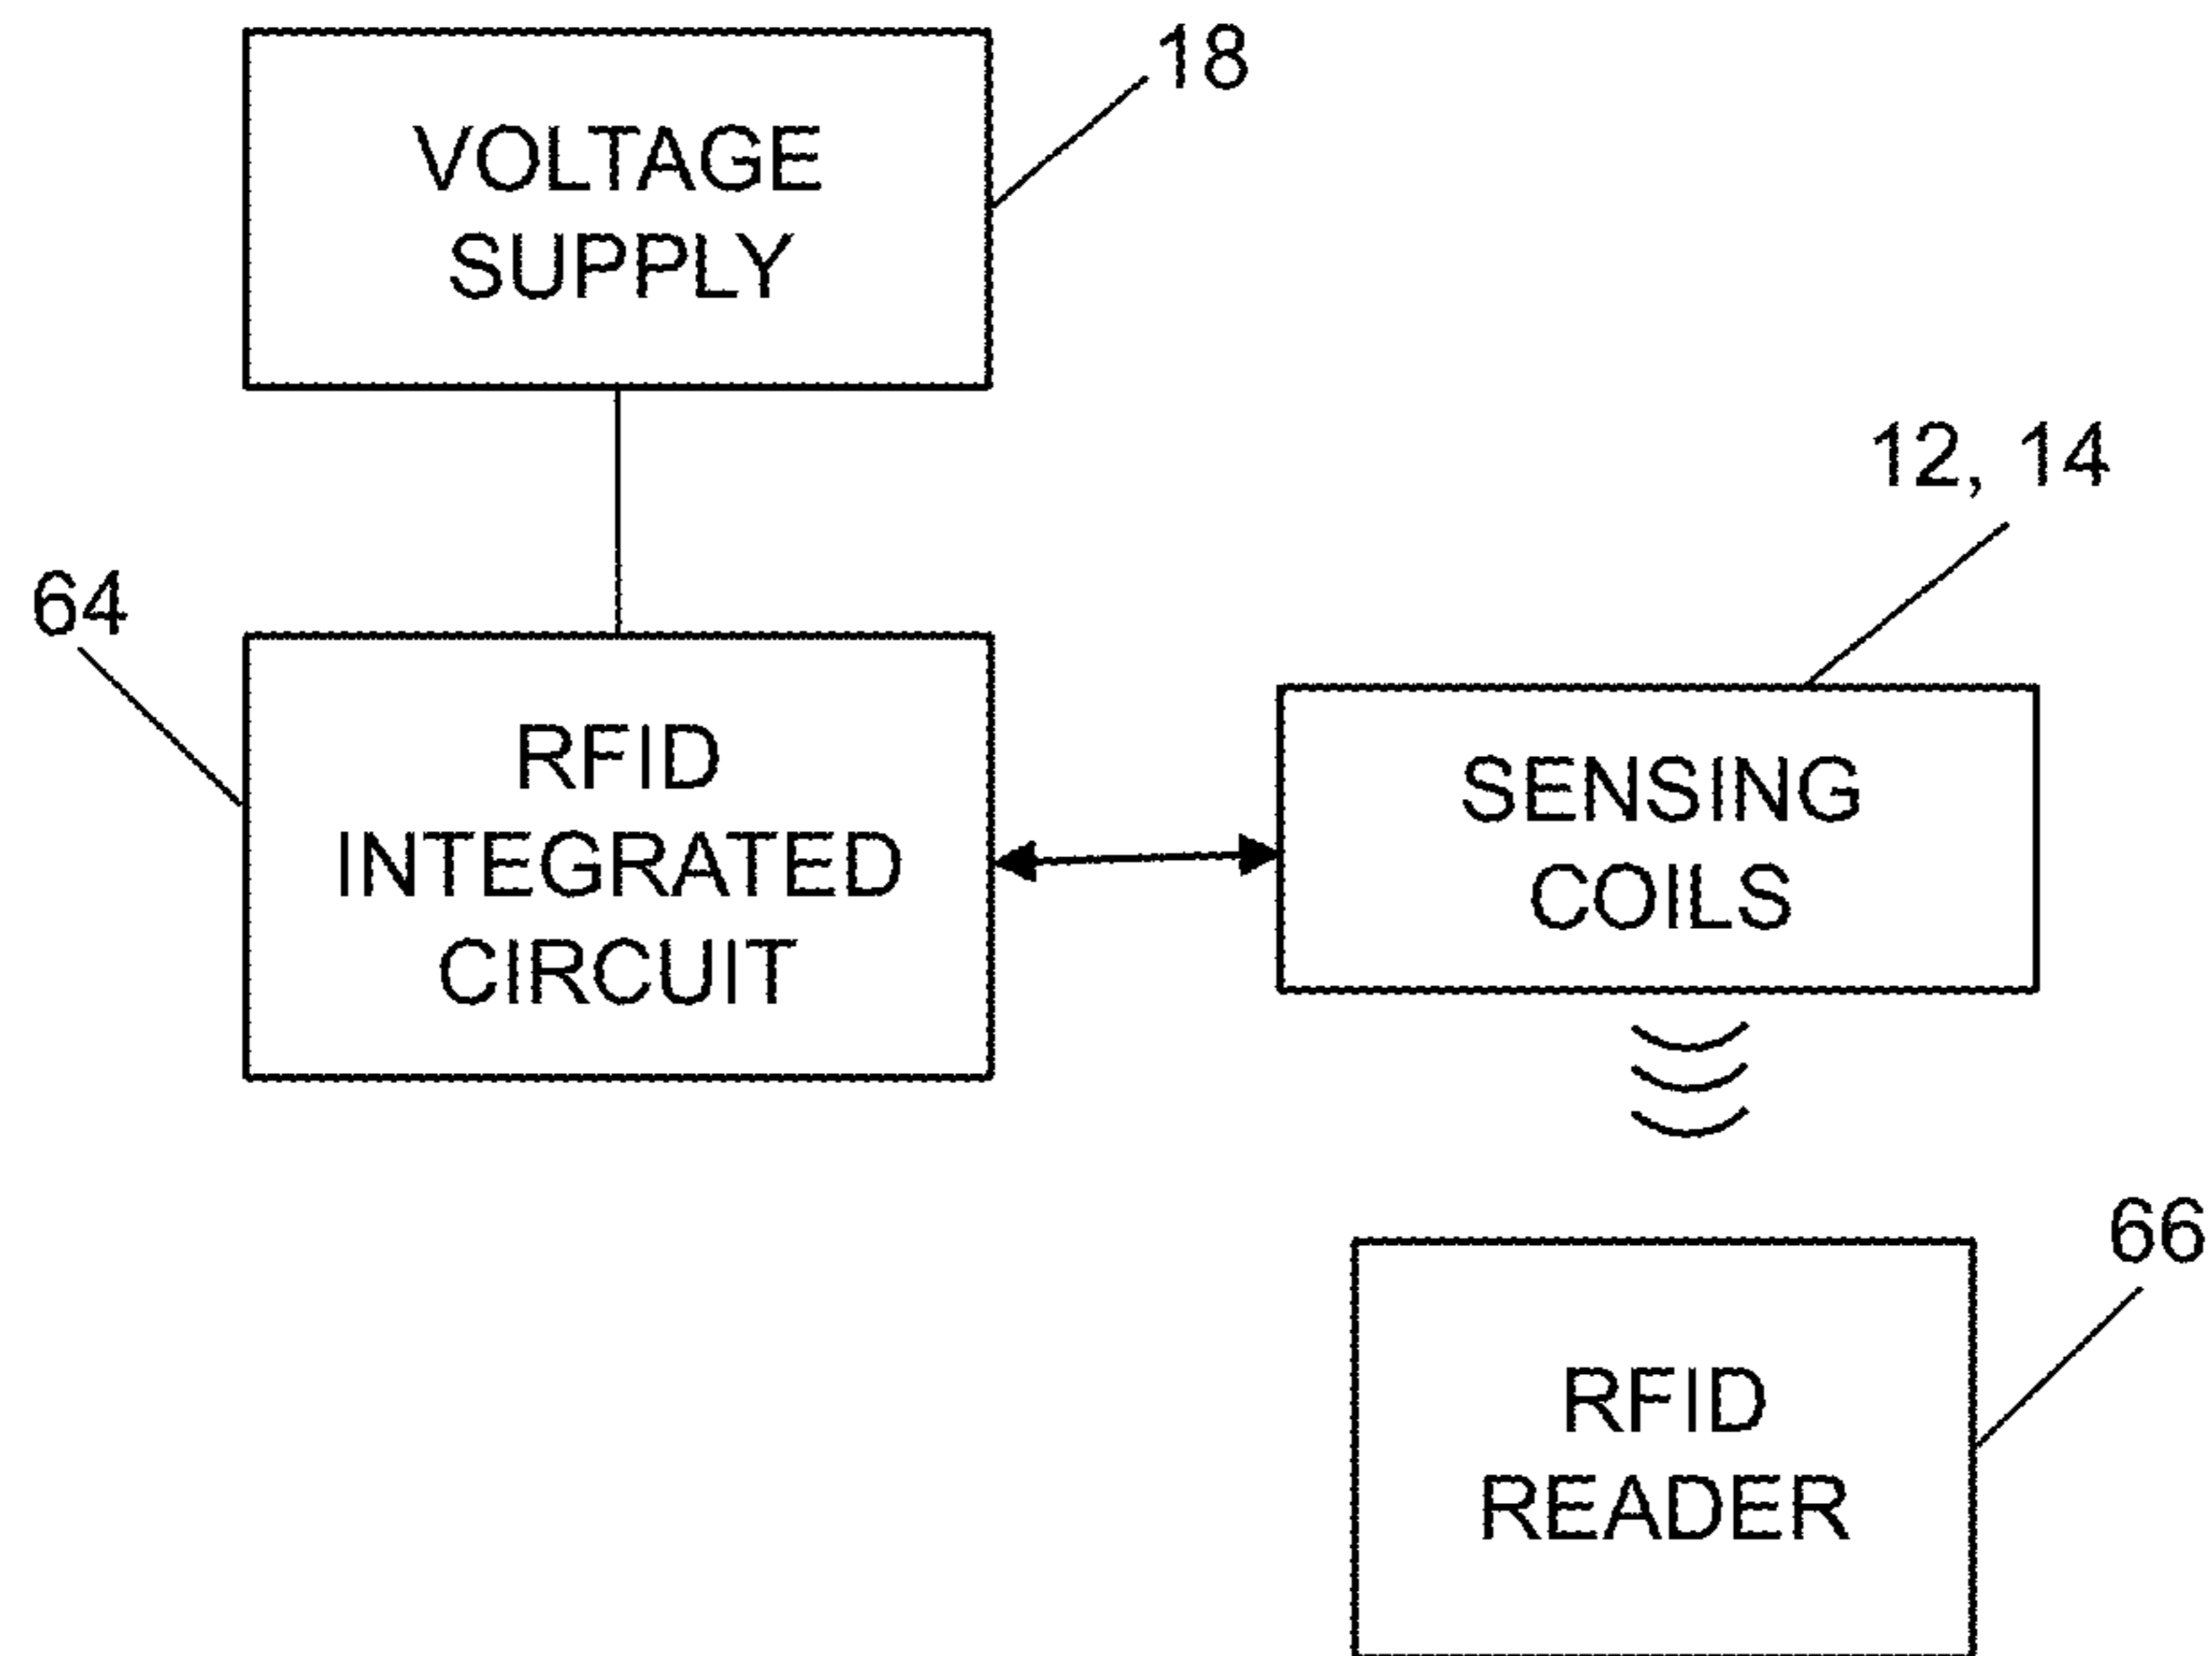 18
VOLTAGE
SUPPLY
12, 14
64
RFID
INTEGRATED
CIRCUIT
SENSING
COILS
66
RFID
READER